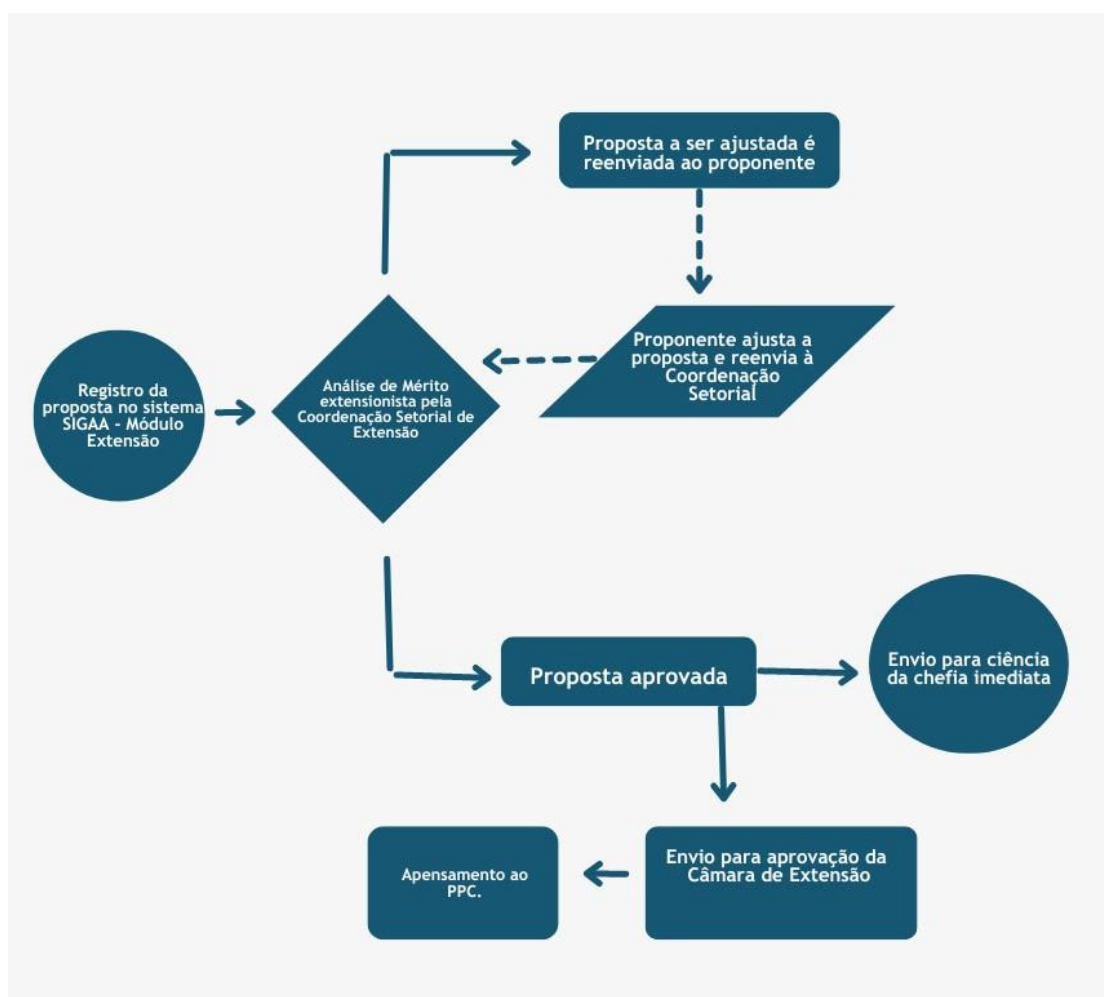 Proposta a ser ajustada é
reenviada ao proponente
Proponente ajusta a
proposta e reenvia à
Coordenação
Setorial
Registro da
proposta no sistema
SIGAA - Módulo
Extensão
Análise de Mérito
extensionista pela
Coordenação Setorial de
Extensão
Proposta aprovada
Envio para ciência
da chefia imediata
Envio para aprovação da
Câmara de Extensão
Apensamento ao
PPC.